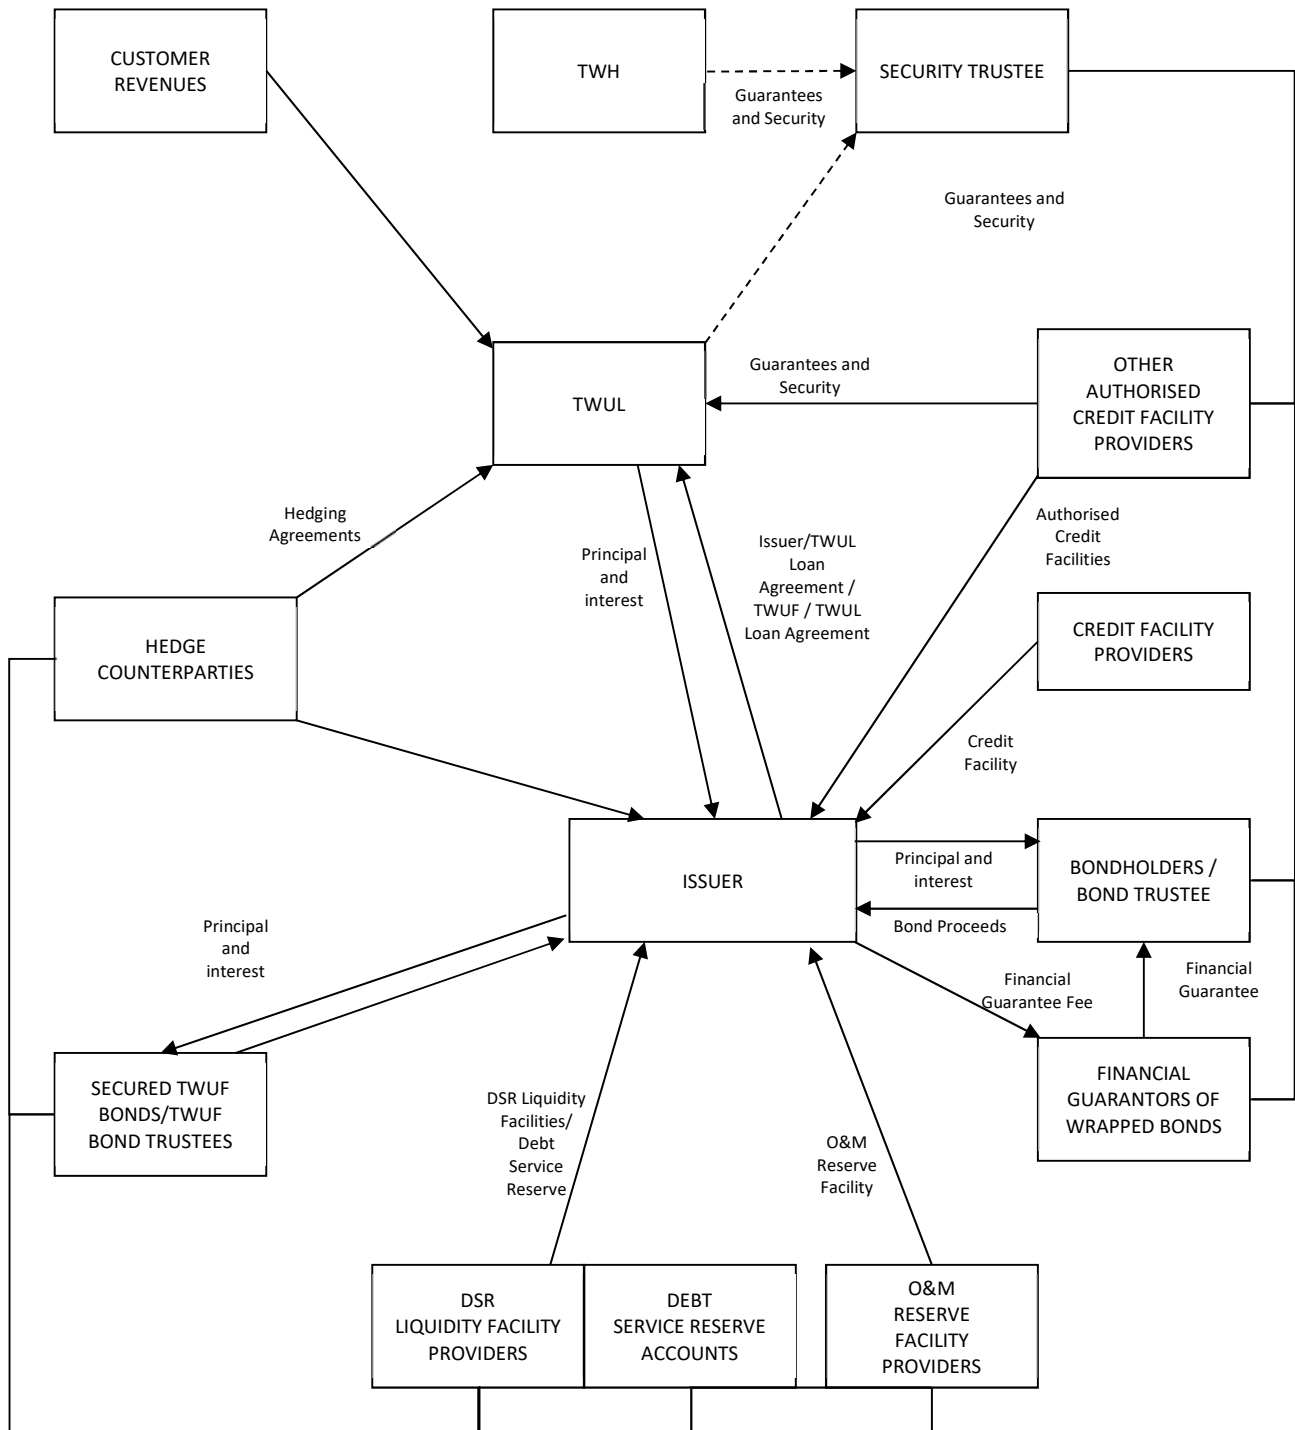 CUSTOMER
REVENUES
TWH
SECURITY TRUSTEE
Guarantees
and Security
Guarantees and
Security
TWUL
Guarantees and
Security
OTHER
AUTHORISED
CREDIT FACILITY
PROVIDERS
Hedging
Agreements
Principal
and
interest
Issuer/TWUL
Loan
Agreement /
TWUF / TWUL
Loan Agreement
Authorised
Credit
Facilities
HEDGE
COUNTERPARTIES
CREDIT FACILITY
PROVIDERS
Credit
Facility
ISSUER
Principal and
interest
Bond Proceeds
BONDHOLDERS /
BOND TRUSTEE
Principal
and
interest
Financial
Guarantee Fee
Financial
Guarantee
SECURED TWUF
BONDS/TWUF
BOND TRUSTEES
DSR Liquidity
Facilities/
Debt
Service
Reserve
O&M
Reserve
Facility
FINANCIAL
GUARANTORS OF
WRAPPED BONDS
DSR
LIQUIDITY FACILITY
PROVIDERS
DEBT
SERVICE RESERVE
ACCOUNTS
O&M
RESERVE
FACILITY
PROVIDERS